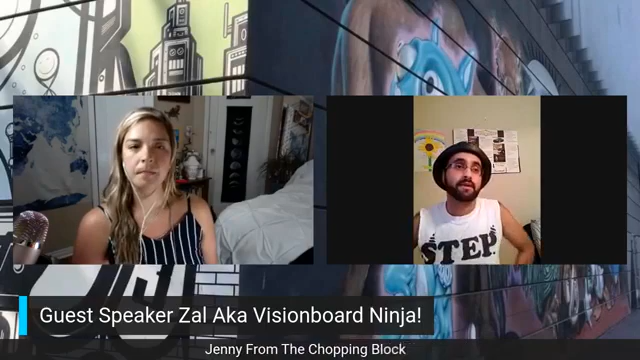 STEP.
Guest Speaker Zal Aka Visionboard Ninja!
Jenny From The Chopping Block